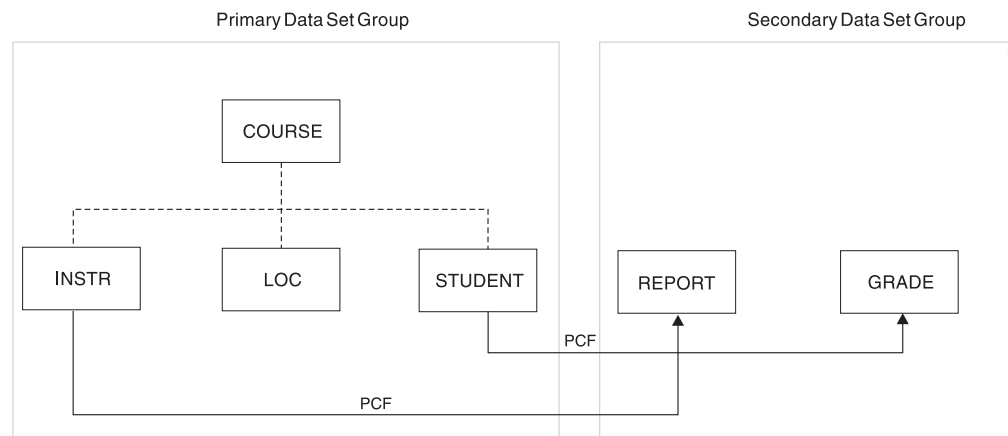 Primary Data Set Group
Secondary Data Set Group
COURSE
INSTR
LOC
STUDENT
REPORT
GRADE
PCF
PCF